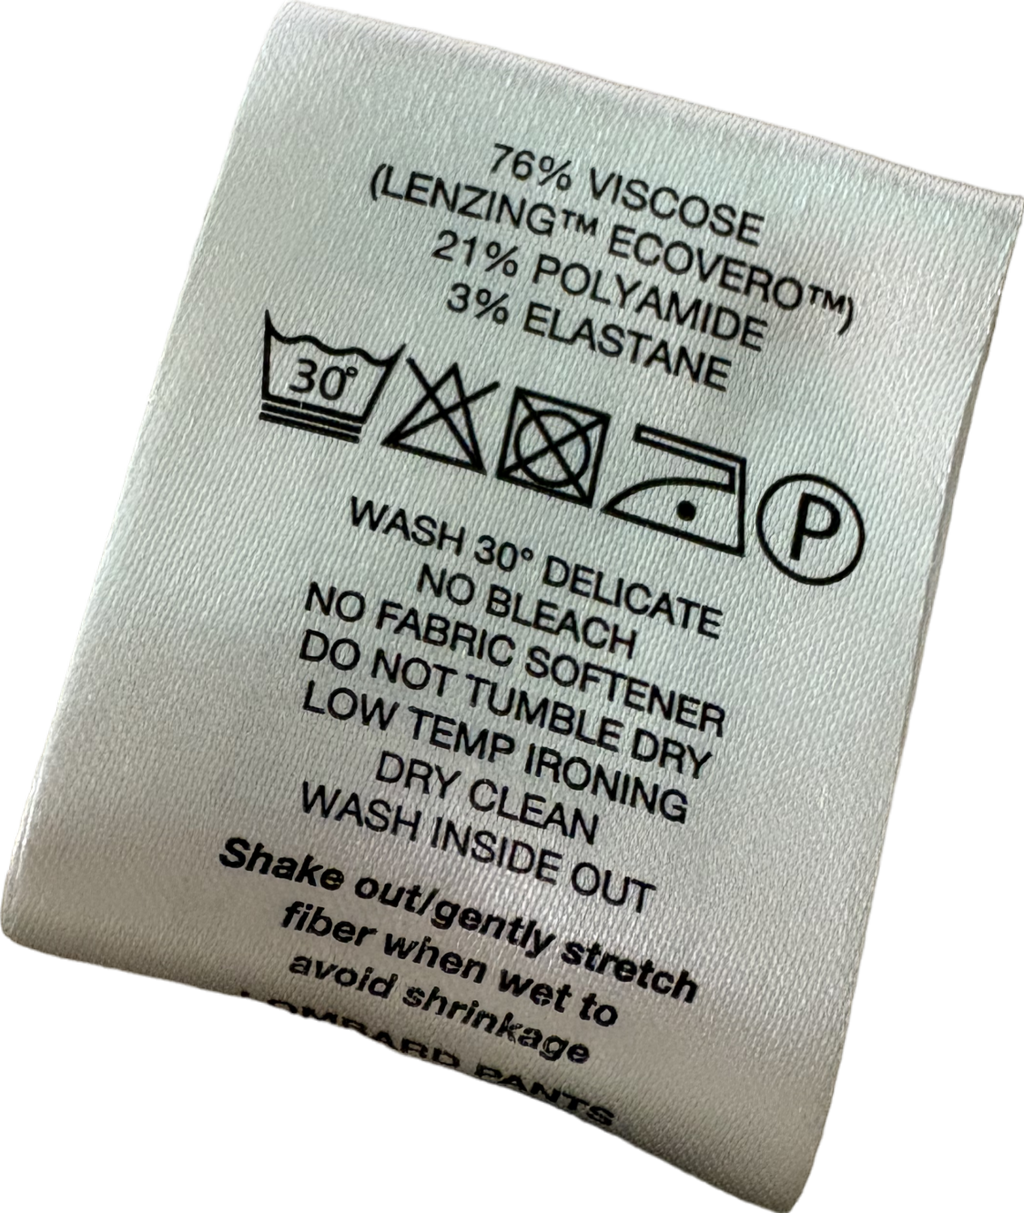 76% VISCOSE
(LENZING™ ECOVERO™)
21% POLYAMIDE
3% ELASTANE
30°
P
WASH 30° DELICATE
NO BLEACH
NO FABRIC SOFTENER
DO NOT TUMBLE DRY
LOW TEMP IRONING
DRY CLEAN
WASH INSIDE OUT
Shake out/gently stretch
fiber when wet to
avoid shrinkage
LOMBARD PANTS